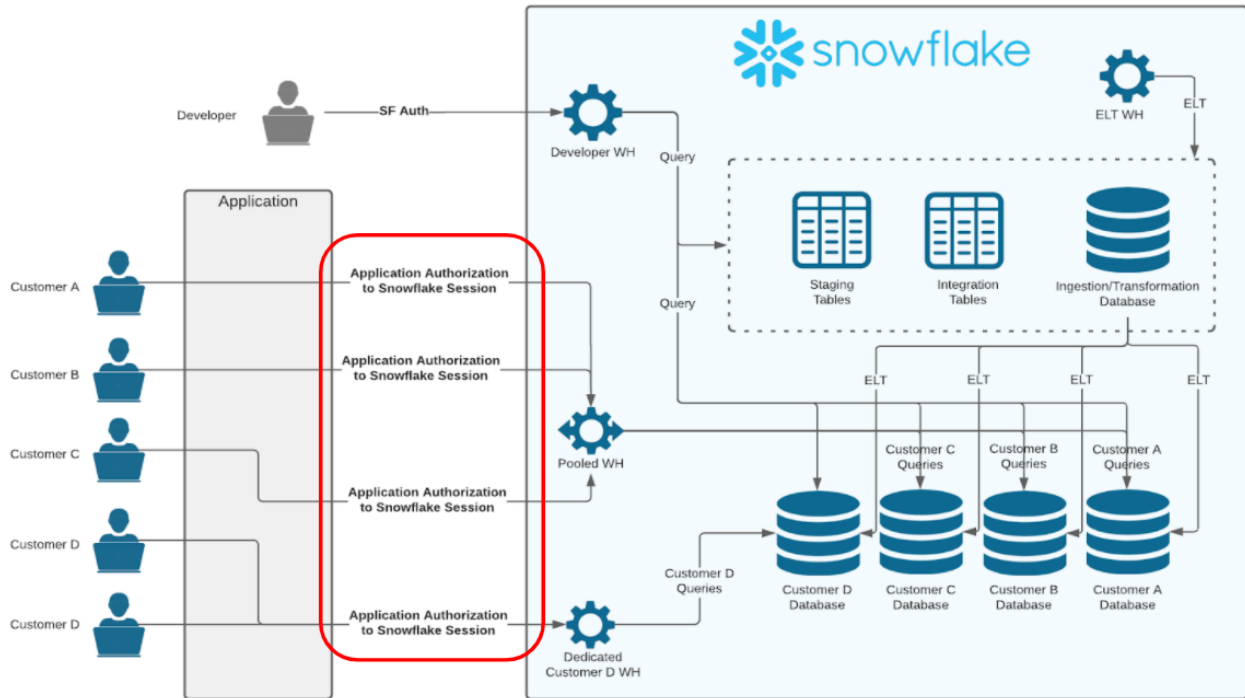 snowflake
ELT
ELT WH
Developer
SF Auth
Developer WH
Query
Application
Staging
Tables
Integration
Tables
Ingestion/Transformation
Database
Customer A
Application Authorization
to Snowflake Session
Query
Customer B
Application Authorization
to Snowflake Session
ELT
ELT
ELT
ELT
Customer C
Pooled WH
Customer C
Queries
Customer B
Queries
Customer A
Queries
Application Authorization
to Snowflake Session
Customer D
Customer D
Queries
Customer D
Database
Customer C
Database
Customer B
Database
Customer A
Database
Customer D
Application Authorization
to Snowflake Session
Dedicated
Customer D WH